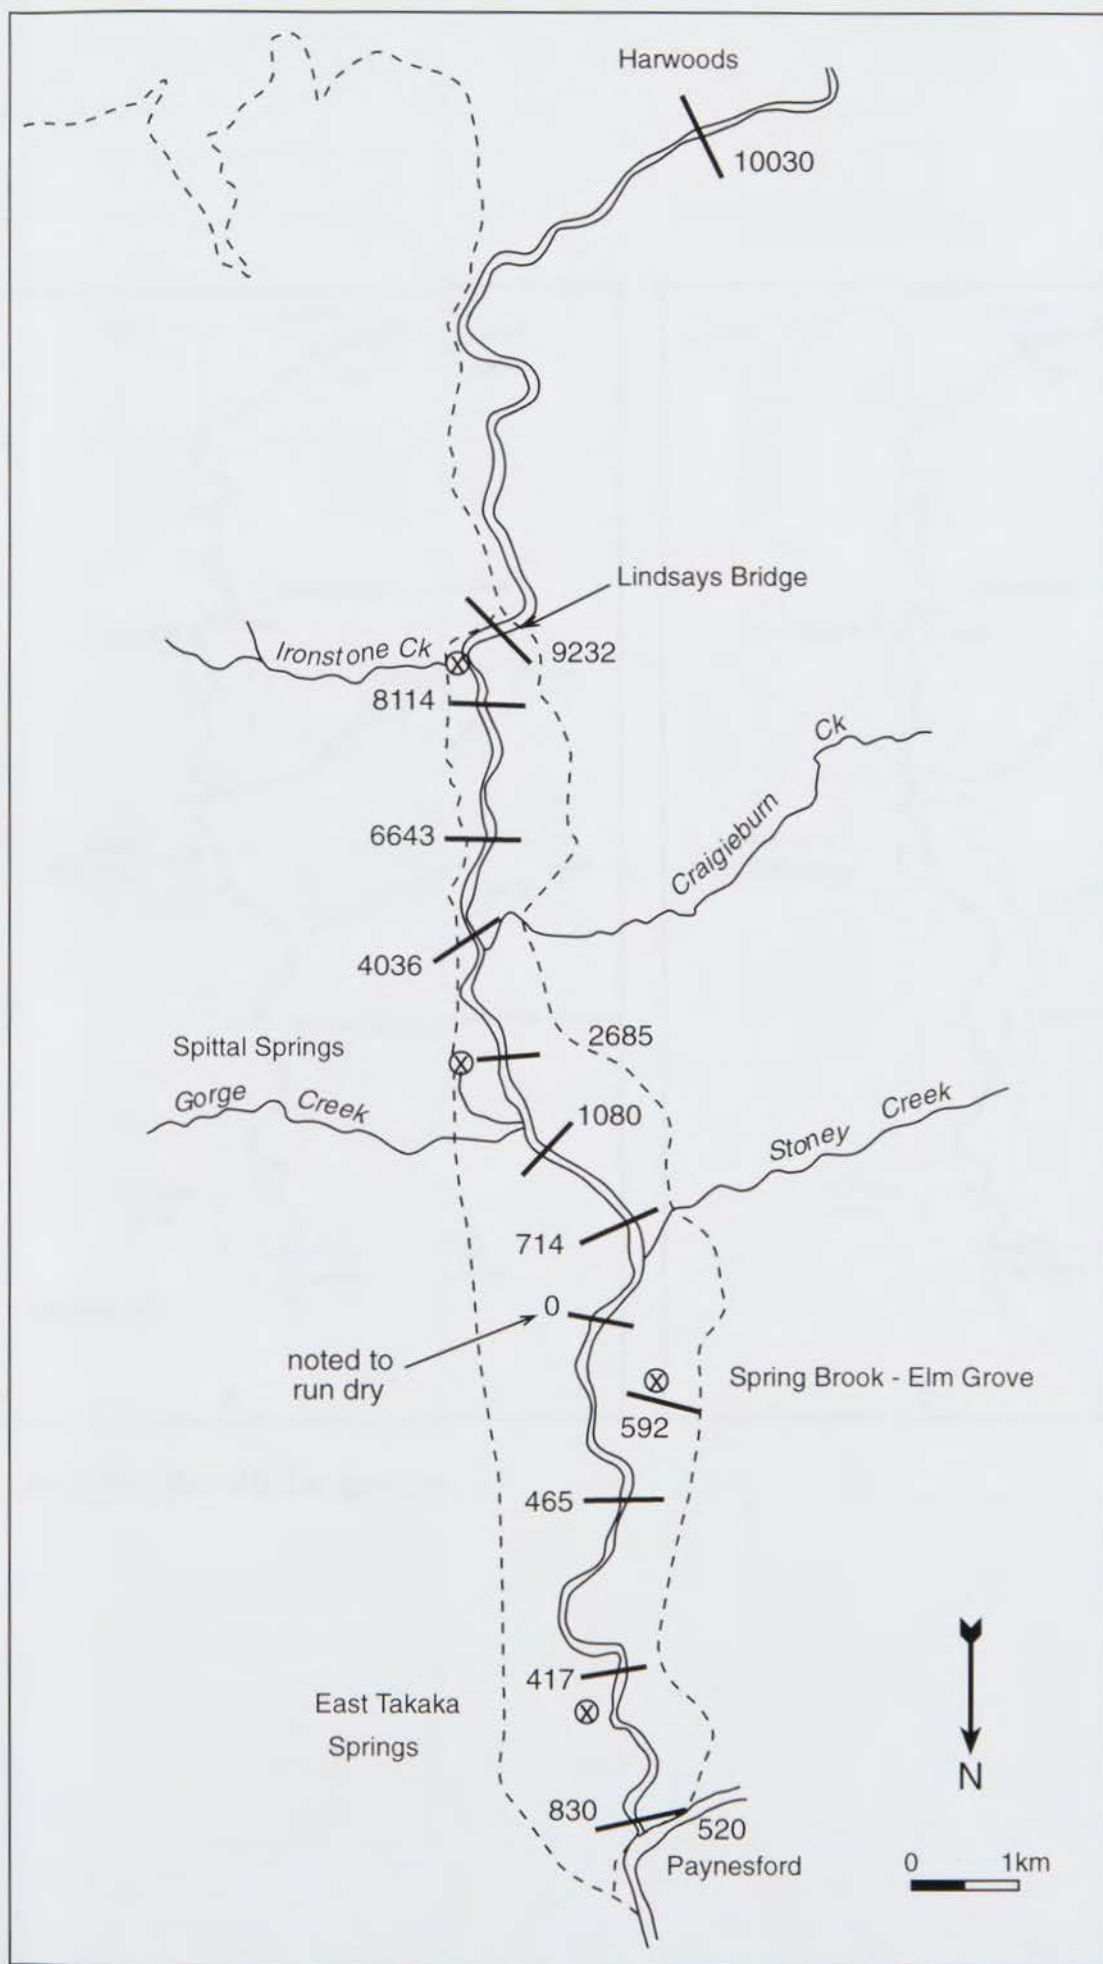 Harwoods
10030
Lindsays Bridge
Ironstone Ck
9232
8114
Ck
6643
Craigieburn
4036
2685
Spittal Springs
Gorge Creek
1080
Stoney Creek
714
0
noted to
run dry
Spring Brook - Elm Grove
592
465
417
East Takaka
Springs
N
830
520
Paynesford
0 1km